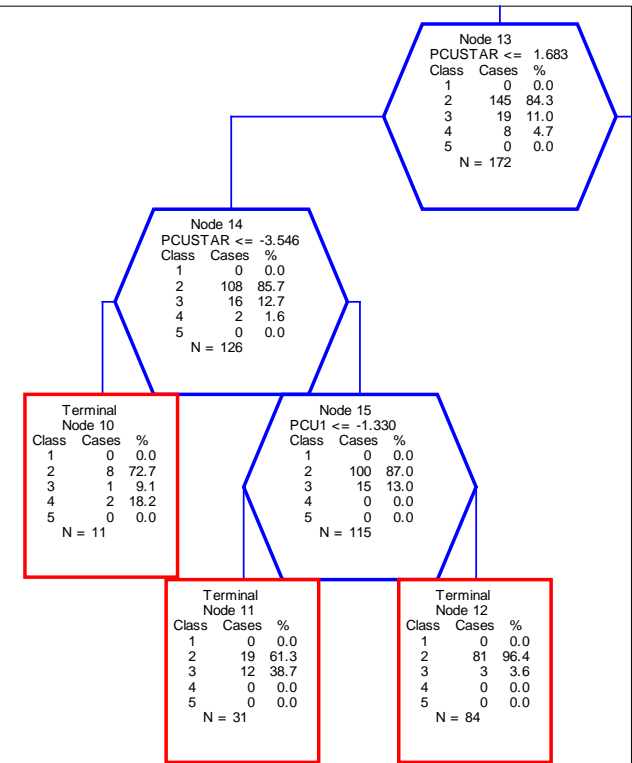 Node 13
PCUSTAR <= 1.683
Class Cases %
1 0 0.0
2 145 84.3
3 19 11.0
4 8 4.7
5 0 0.0
N = 172
Node 14
PCUSTAR <= -3.546
Class Cases %
1 0 0.0
2 108 85.7
3 16 12.7
4 2 1.6
5 0 0.0
N = 126
Terminal
Node 10
Class Cases %
1 0 0.0
2 8 72.7
3 1 9.1
4 2 18.2
5 0 0.0
N = 11
Node 15
PCU1 <= -1.330
Class Cases %
1 0 0.0
2 100 87.0
3 15 13.0
4 0 0.0
5 0 0.0
N = 115
Terminal
Node 11
Class Cases %
1 0 0.0
2 19 61.3
3 12 38.7
4 0 0.0
5 0 0.0
N = 31
Terminal
Node 12
Class Cases %
1 0 0.0
2 81 96.4
3 3 3.6
4 0 0.0
5 0 0.0
N = 84